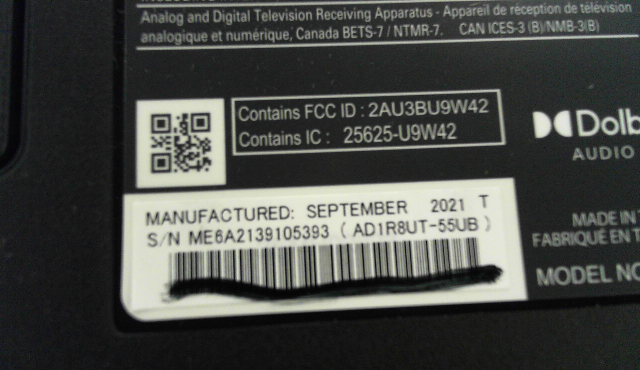 Analog and Digital Television Receiving Apparatus - Appareil de réception de télévision
analogique et numérique, Canada BETS-7 / NTMR-7. CAN ICES-3 (B)/NMB-3(B)
Contains FCC ID : 2AU3BU9W42
Contains IC : 25625-U9W42
Dolb
AUDIO
MANUFACTURED: SEPTEMBER 2021 T
S/N ME6A2139105393 ( AD1R8UT-55UB )
MADE IN
FABRIQUÉ EN T
MODEL NO